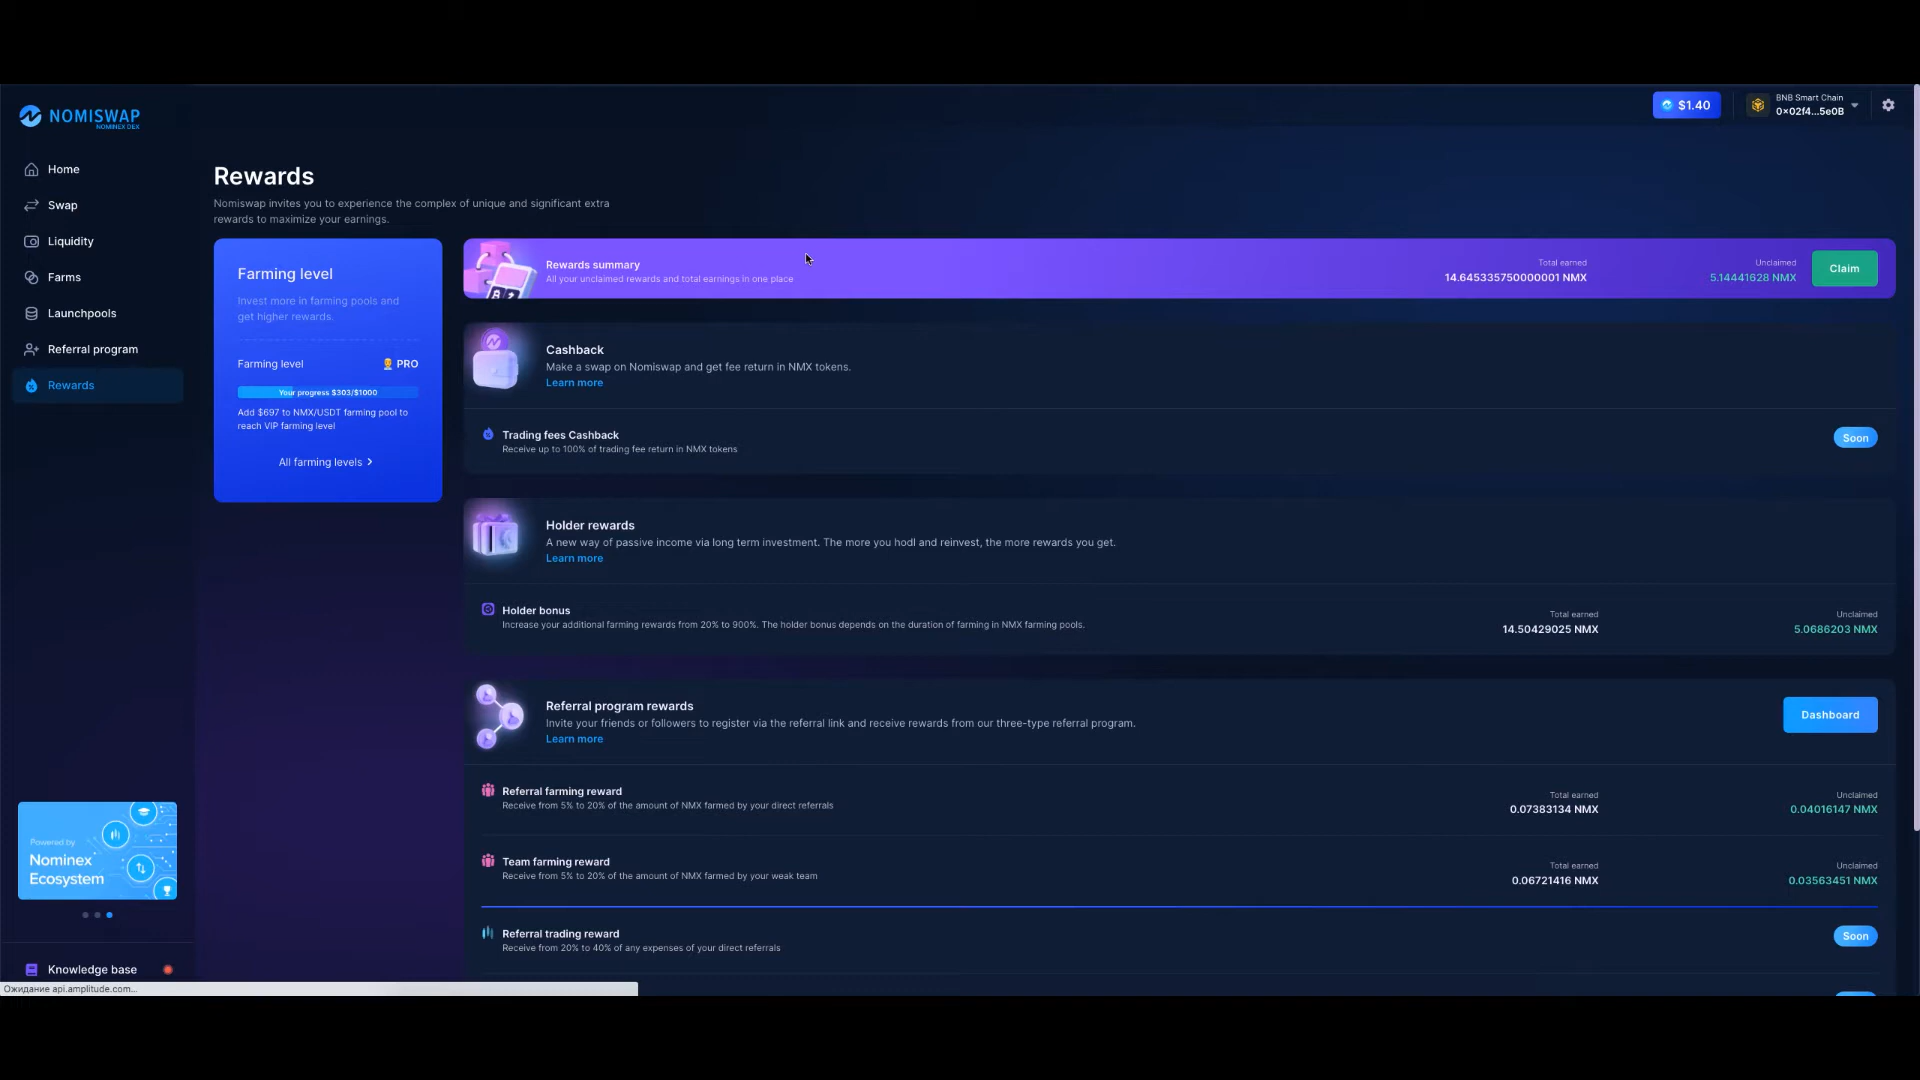 NOMISWAP
NOMINEX DEX
$1.40
BNB Smart Chain
0x02f4...5e0B
Home
Swap
Liquidity
Farms
Launchpools
Referral program
Rewards
Rewards
Nomiswap invites you to experience the complex of unique and significant extra
rewards to maximize your earnings.
Farming level
Invest more in farming pools and
get higher rewards.
Farming level
PRO
Your progress $303/$1000
Add $697 to NMX/USDT farming pool to
reach VIP farming level
All farming levels
Rewards summary
All your unclaimed rewards and total earnings in one place
Total earned
14.645335750000001 NMX
Unclaimed
5.14441628 NMX
Claim
Cashback
Make a swap on Nomiswap and get fee return in NMX tokens.
Learn more
Trading fees Cashback
Receive up to 100% of trading fee return in NMX tokens
Soon
Holder rewards
A new way of passive income via long term investment. The more you hodl and reinvest, the more rewards you get.
Learn more
Holder bonus
Increase your additional farming rewards from 20% to 900%. The holder bonus depends on the duration of farming in NMX farming pools.
Total earned
14.50429025 NMX
Unclaimed
5.0686203 NMX
Referral program rewards
Invite your friends or followers to register via the referral link and receive rewards from our three-type referral program.
Learn more
Dashboard
Referral farming reward
Receive from 5% to 20% of the amount of NMX farmed by your direct referrals
Total earned
0.07383134 NMX
Unclaimed
0.04016147 NMX
Team farming reward
Receive from 5% to 20% of the amount of NMX farmed by your weak team
Total earned
0.06721416 NMX
Unclaimed
0.03563451 NMX
Referral trading reward
Receive from 20% to 40% of any expenses of your direct referrals
Soon
Powered by
Nominex
Ecosystem
Knowledge base
Ожидание api.amplitude.com...